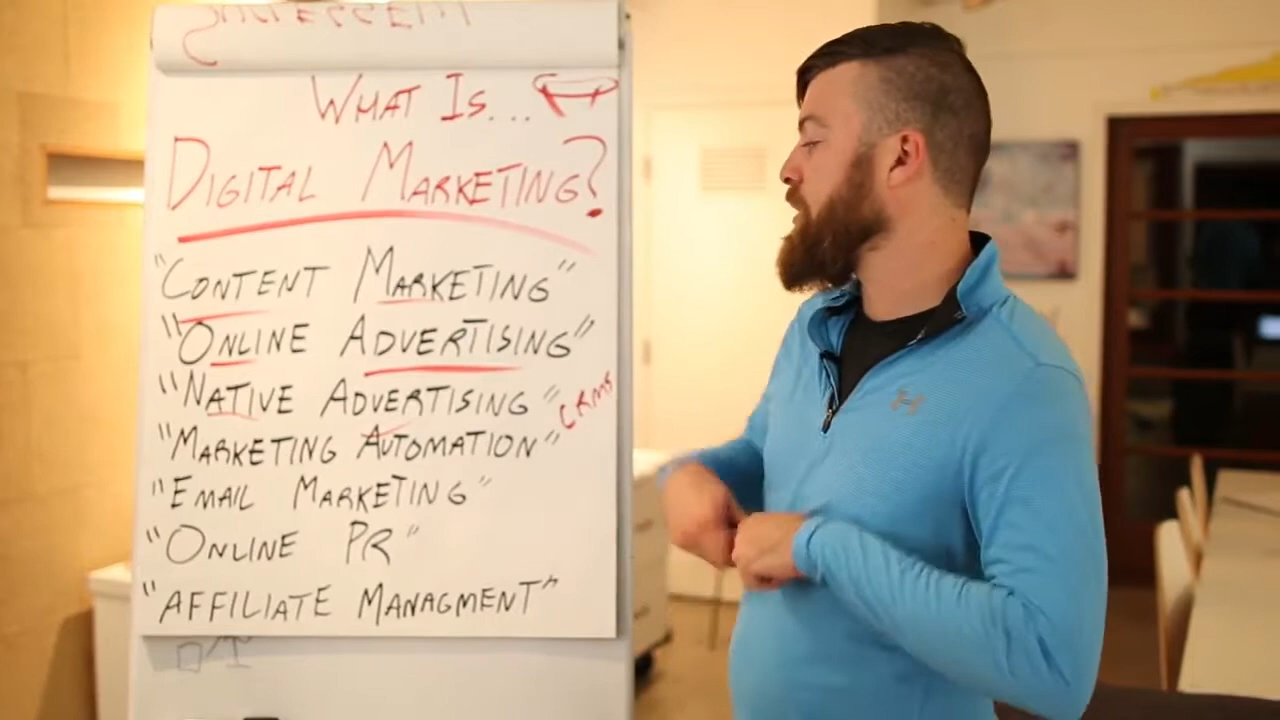 What Is...
Digital Marketing?
"Content Marketing"
"Online Advertising"
"Native Advertising" CRMs
"Marketing Automation"
"Email Marketing"
"Online PR"
"Affiliate Managment"